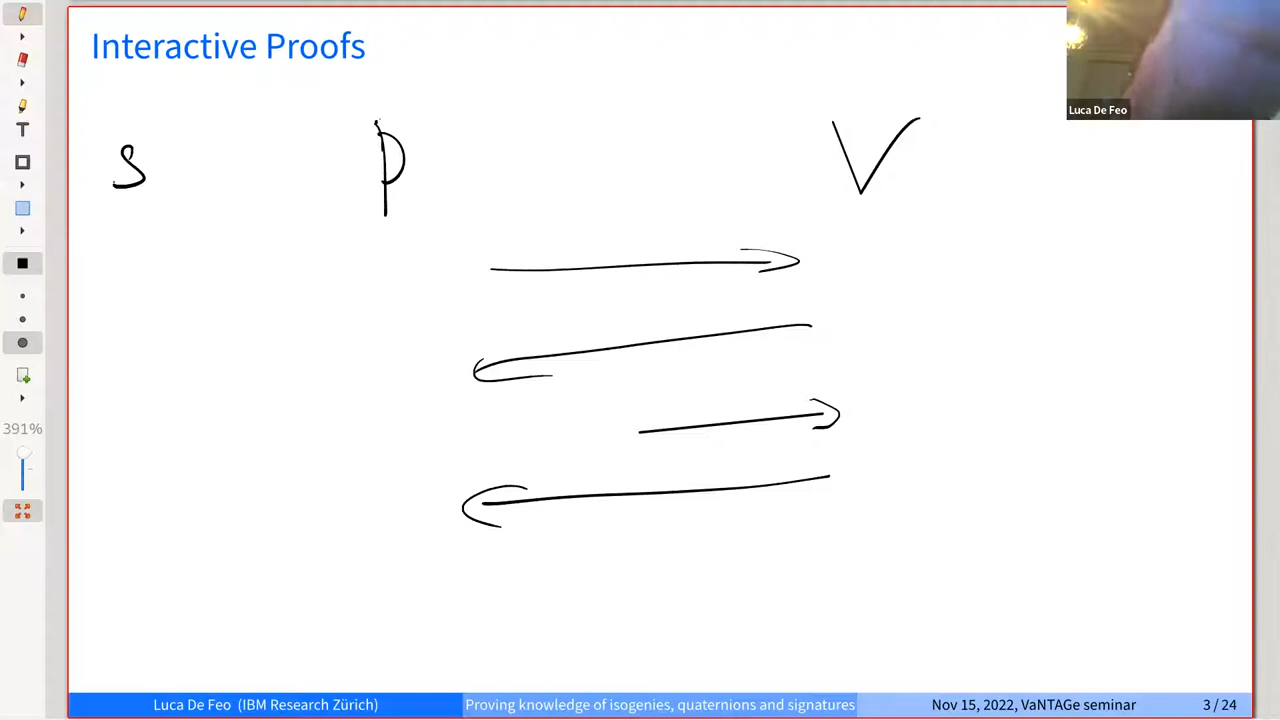 Interactive Proofs
Luca De Feo
s P V
391%
Luca De Feo (IBM Research Zürich) Proving knowledge of isogenies, quaternions and signatures Nov 15, 2022, VaNTAGe seminar 3 / 24